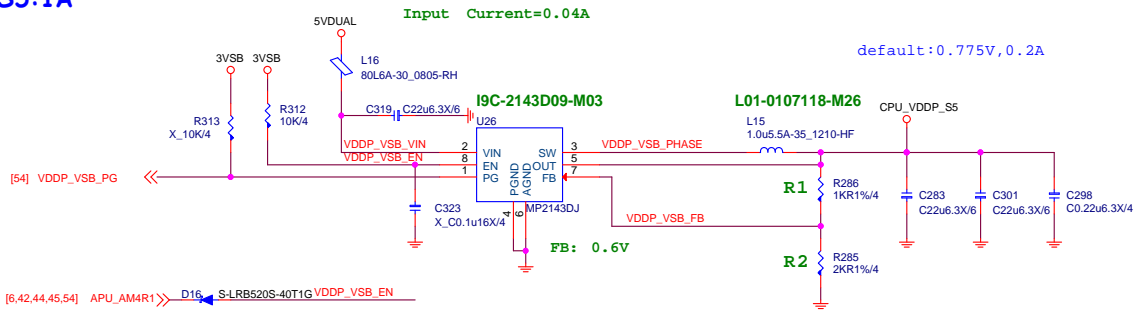 Input Current=0.04A
5VDUAL
default:0.775V,0.2A
3VSB 3VSB
L16
80L6A-30_0805-RH
I9C-2143D09-M03
L01-0107118-M26
CPU_VDDP_S5
R313
X_10K/4
R312
10K/4
C319 C22u6.3X/6
U26
L15
1.0u5.5A-35_1210-HF
VDDP_VSB_VIN 2 VIN SW 3 VDDP_VSB_PHASE
VDDP_VSB_EN 8 EN OUT 5
[54] VDDP_VSB_PG 1 PG FB 7
PGND AGND
4 6
MP2143DJ
R1
R286
1KR1%/4
C283
C22u6.3X/6
C301
C22u6.3X/6
C298
C0.22u6.3X/4
C323
X_C0.1u16X/4
VDDP_VSB_FB
FB: 0.6V
R2
R285
2KR1%/4
[6,42,44,45,54] APU_AM4R1 D16 S-LRB520S-40T1G VDDP_VSB_EN